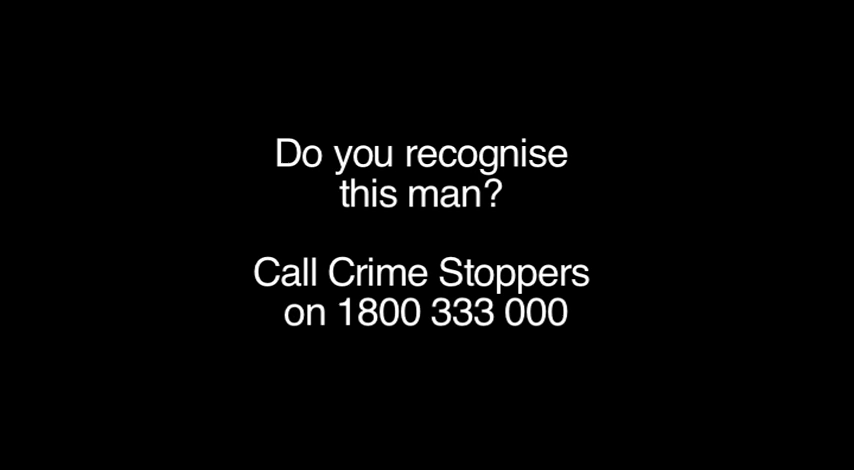 Do you recognise
this man?
Call Crime Stoppers
on 1800 333 000